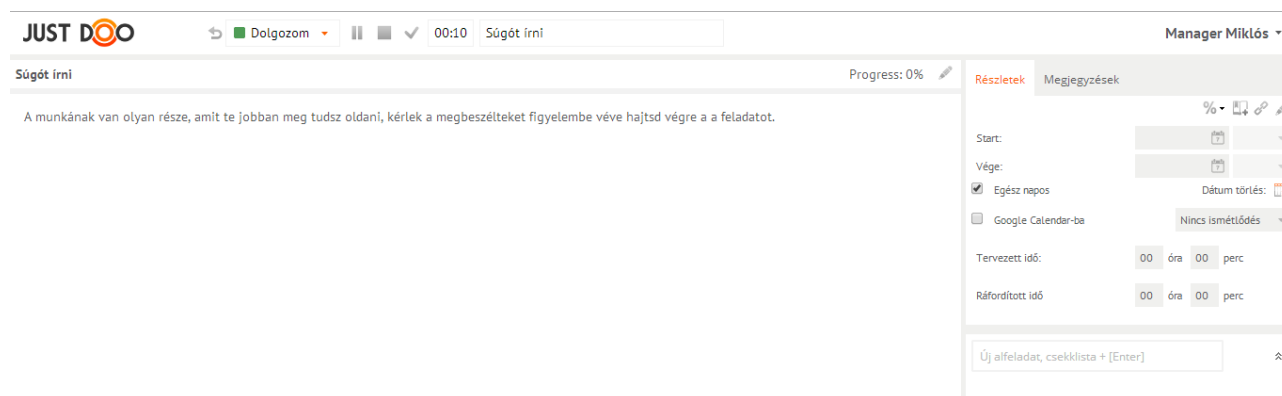 JUST DOO Dolgozom 00:10 Súgót írni Manager Miklós
Súgót írni Progress: 0% Részletek Megjegyzések
A munkának van olyan része, amit te jobban meg tudsz oldani, kérlek a megbeszélteket figyelembe véve hajtsd végre a a feladatot.
%
Start:
Vége:
Egész napos Dátum törlés:
Google Calendar-ba Nincs ismétlődés
Tervezett idő: 00 óra 00 perc
Ráfordított idő 00 óra 00 perc
Új alfeladat, csekklista + [Enter]